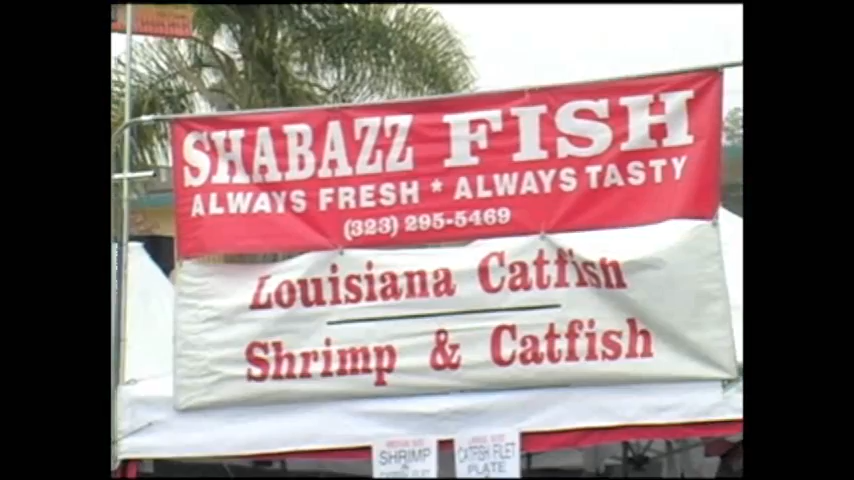 SHABAZZ FISH
ALWAYS FRESH * ALWAYS TASTY
(323) 295-5469
Louisiana Catfish
Shrimp & Catfish
SHRIMP
CATFISH FILET
PLATE